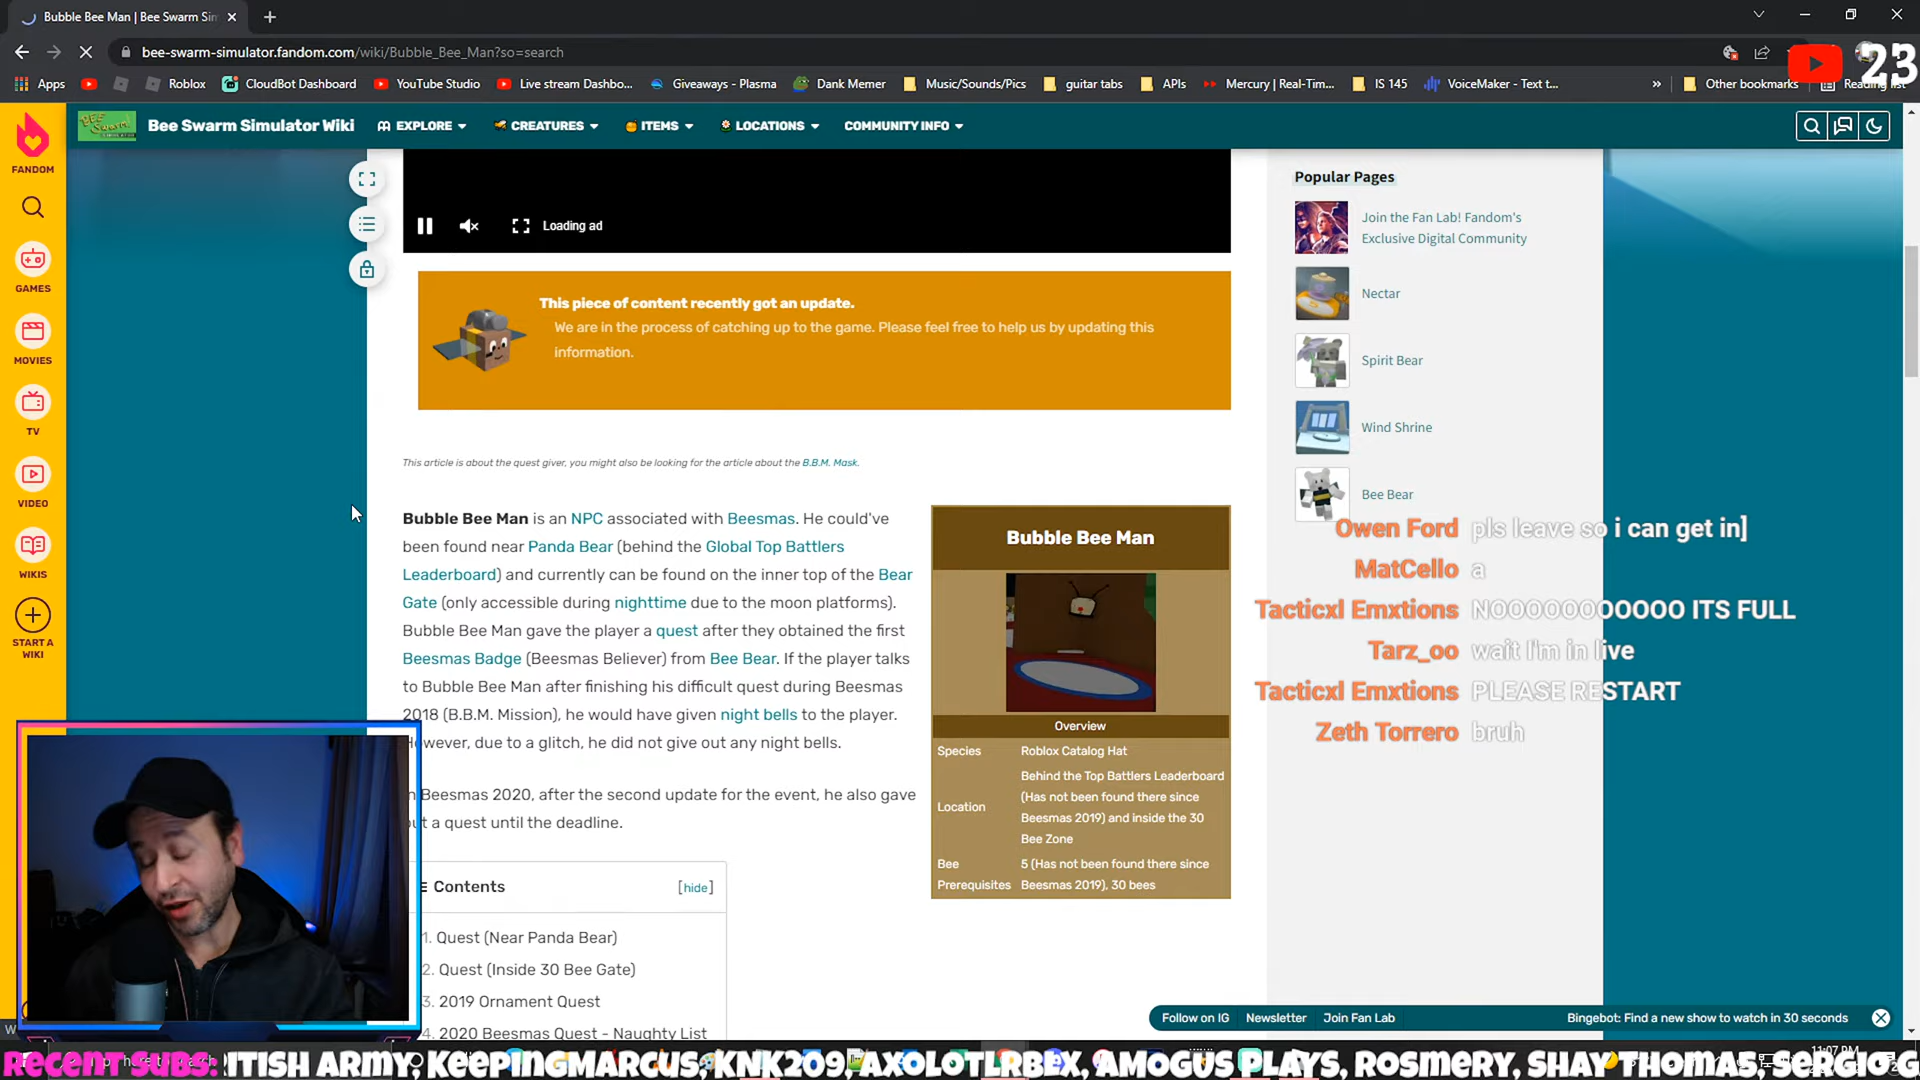 Bubble Bee Man | Bee Swarm Sim
bee-swarm-simulator.fandom.com/wiki/Bubble_Bee_Man?so=search
23
Apps
Roblox
CloudBot Dashboard
YouTube Studio
Live stream Dashbo...
Giveaways - Plasma
Dank Memer
Music/Sounds/Pics
guitar tabs
APIs
Mercury | Real-Tim...
IS 145
VoiceMaker - Text t...
»
Other bookmarks
Reading list
Bee Swarm Simulator Wiki
EXPLORE
CREATURES
ITEMS
LOCATIONS
COMMUNITY INFO
FANDOM
GAMES
MOVIES
TV
VIDEO
WIKIS
START A
WIKI
Loading ad
This piece of content recently got an update.
We are in the process of catching up to the game. Please feel free to help us by updating this
information.
This article is about the quest giver, you might also be looking for the article about the B.B.M. Mask.
Bubble Bee Man is an NPC associated with Beesmas. He could've
been found near Panda Bear (behind the Global Top Battlers
Leaderboard) and currently can be found on the inner top of the Bear
Gate (only accessible during nighttime due to the moon platforms).
Bubble Bee Man gave the player a quest after they obtained the first
Beesmas Badge (Beesmas Believer) from Bee Bear. If the player talks
to Bubble Bee Man after finishing his difficult quest during Beesmas
2018 (B.B.M. Mission), he would have given night bells to the player.
However, due to a glitch, he did not give out any night bells.
Beesmas 2020, after the second update for the event, he also gave
a quest until the deadline.
Contents
[hide]
1. Quest (Near Panda Bear)
2. Quest (Inside 30 Bee Gate)
3. 2019 Ornament Quest
4. 2020 Beesmas Quest - Naughty List
Bubble Bee Man
Overview
Species Roblox Catalog Hat
Location Behind the Top Battlers Leaderboard
(Has not been found there since
Beesmas 2019) and inside the 30
Bee Zone
Bee 5 (Has not been found there since
Prerequisites Beesmas 2019), 30 bees
Popular Pages
Join the Fan Lab! Fandom's
Exclusive Digital Community
Nectar
Spirit Bear
Wind Shrine
Bee Bear
Owen Ford pls leave so i can get in]
MatCello a
Tacticxl Emxtions NOOOOOOOOOOO ITS FULL
Tarz_oo wait I'm in live
Tacticxl Emxtions PLEASE RESTART
Zeth Torrero bruh
Follow on IG
Newsletter
Join Fan Lab
Bingebot: Find a new show to watch in 30 seconds
11:07 PM
Recent Subs: ITISH ARMY, KeepingMarcus, KNK209, AXOLOTLRBLX, AMOGUS PLAYS, Rosmery, SHAY THOMAS, SERGIOG